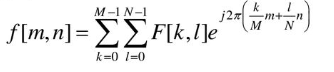 f[m,n] = \sum_{k=0}^{M-1} \sum_{l=0}^{N-1} F[k,l] e^{j2\pi\left(\frac{k}{M}m+\frac{l}{N}n\right)}